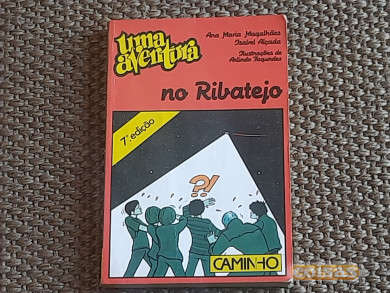 uma
aventura
Ana Maria Magalhães
Isabel Alçada
Ilustrações de
Arlindo Fagundes
no Ribatejo
7ª edição
?!
CAMINHO